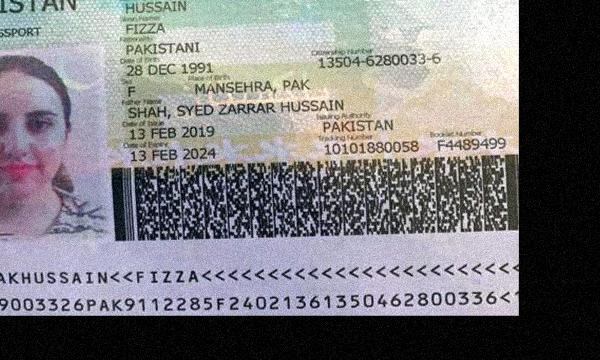 ISTAN
SSPORT
HUSSAIN
Given Names
FIZZA
Nationality
PAKISTANI
Citizenship Number
13504-6280033-6
Date of Birth
28 DEC 1991
Sex Place of Birth
F MANSEHRA, PAK
Father Name
SHAH, SYED ZARRAR HUSSAIN
Date of Issue Issuing Authority
13 FEB 2019 PAKISTAN
Date of Expiry Tracking Number Booklet Number
13 FEB 2024 10101880058 F4489499
AKHUSSAIN<<FIZZA<<<<<<<<<<<<<<<<<<<<<<<<<
9003326PAK9112285F24021361350462800336<